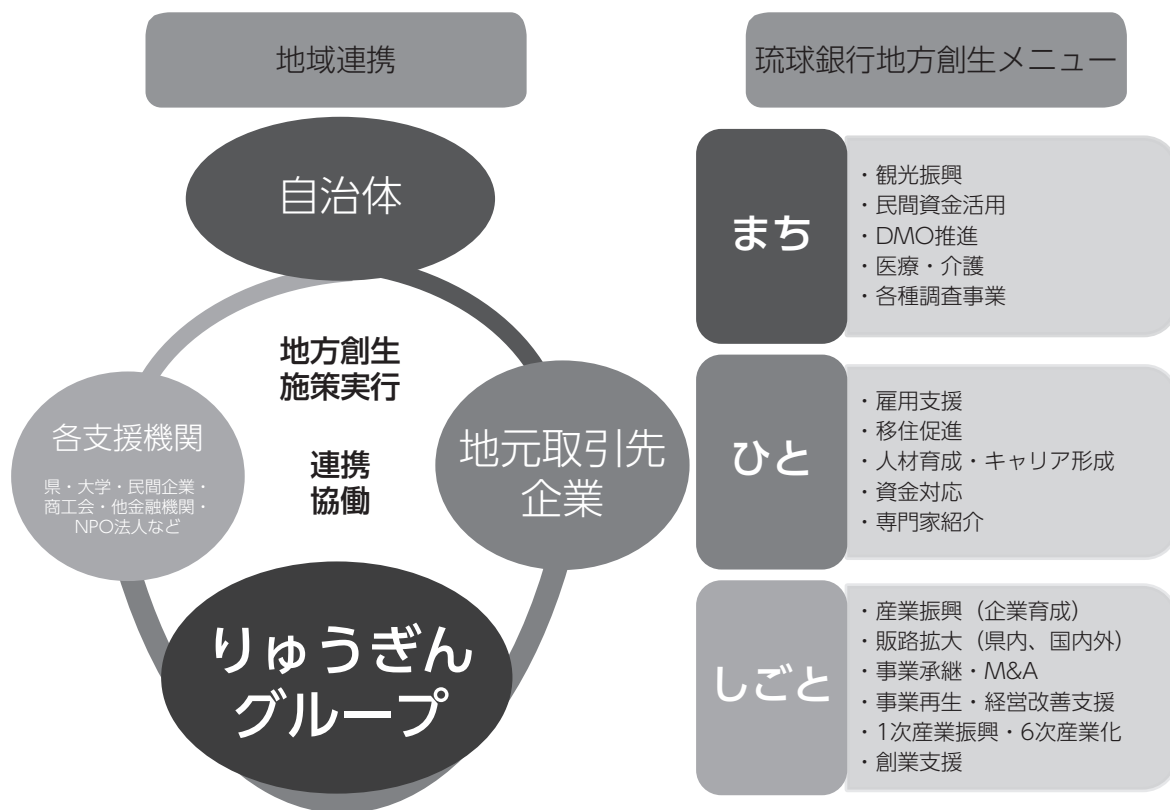 地域連携
自治体
地方創生
施策実行
連携
協働
各支援機関
県・大学・民間企業・
商工会・他金融機関・
NPO法人など
地元取引先
企業
りゅうぎん
グループ
琉球銀行地方創生メニュー
まち
・観光振興
・民間資金活用
・DMO推進
・医療・介護
・各種調査事業
ひと
・雇用支援
・移住促進
・人材育成・キャリア形成
・資金対応
・専門家紹介
しごと
・産業振興（企業育成）
・販路拡大（県内、国内外）
・事業承継・M&A
・事業再生・経営改善支援
・1次産業振興・6次産業化
・創業支援